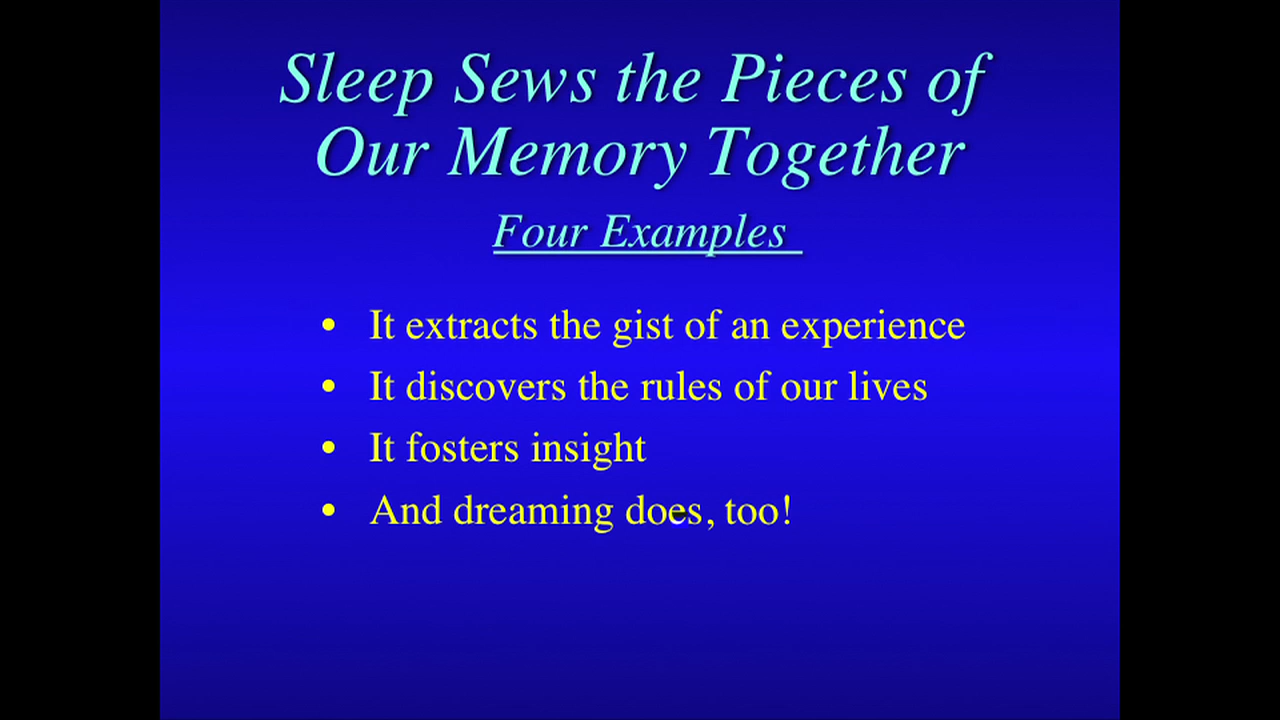 Sleep Sews the Pieces of
Our Memory Together
Four Examples
• It extracts the gist of an experience
• It discovers the rules of our lives
• It fosters insight
• And dreaming does, too!